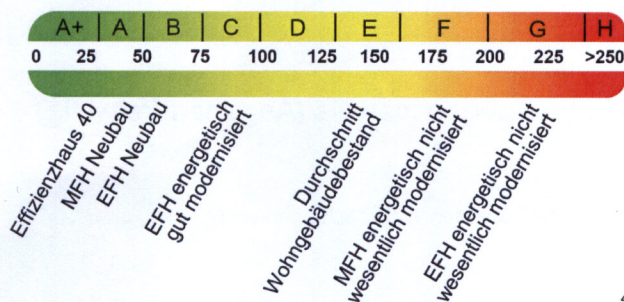 A+ A B C D E F G H
0 25 50 75 100 125 150 175 200 225 >250
Effizienzhaus 40
MFH Neubau
EFH Neubau
EFH energetisch
gut modernisiert
Durchschnitt
Wohngebäudebestand
MFH energetisch nicht
wesentlich modernisiert
EFH energetisch nicht
wesentlich modernisiert